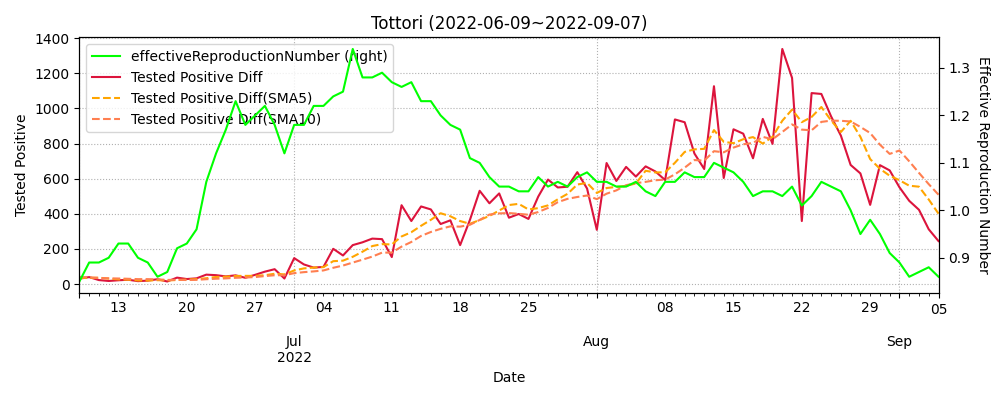 Tottori (2022-06-09~2022-09-07)
effectiveReproductionNumber (right)
Tested Positive Diff
Tested Positive Diff(SMA5)
Tested Positive Diff(SMA10)
Tested Positive
1400
1200
1000
800
600
400
200
0
1.3
1.2
1.1
1.0
0.9
Effective Reproduction Number
13 20 27 04 11 18 25 08 15 22 29 05
Jul Aug Sep
2022
Date